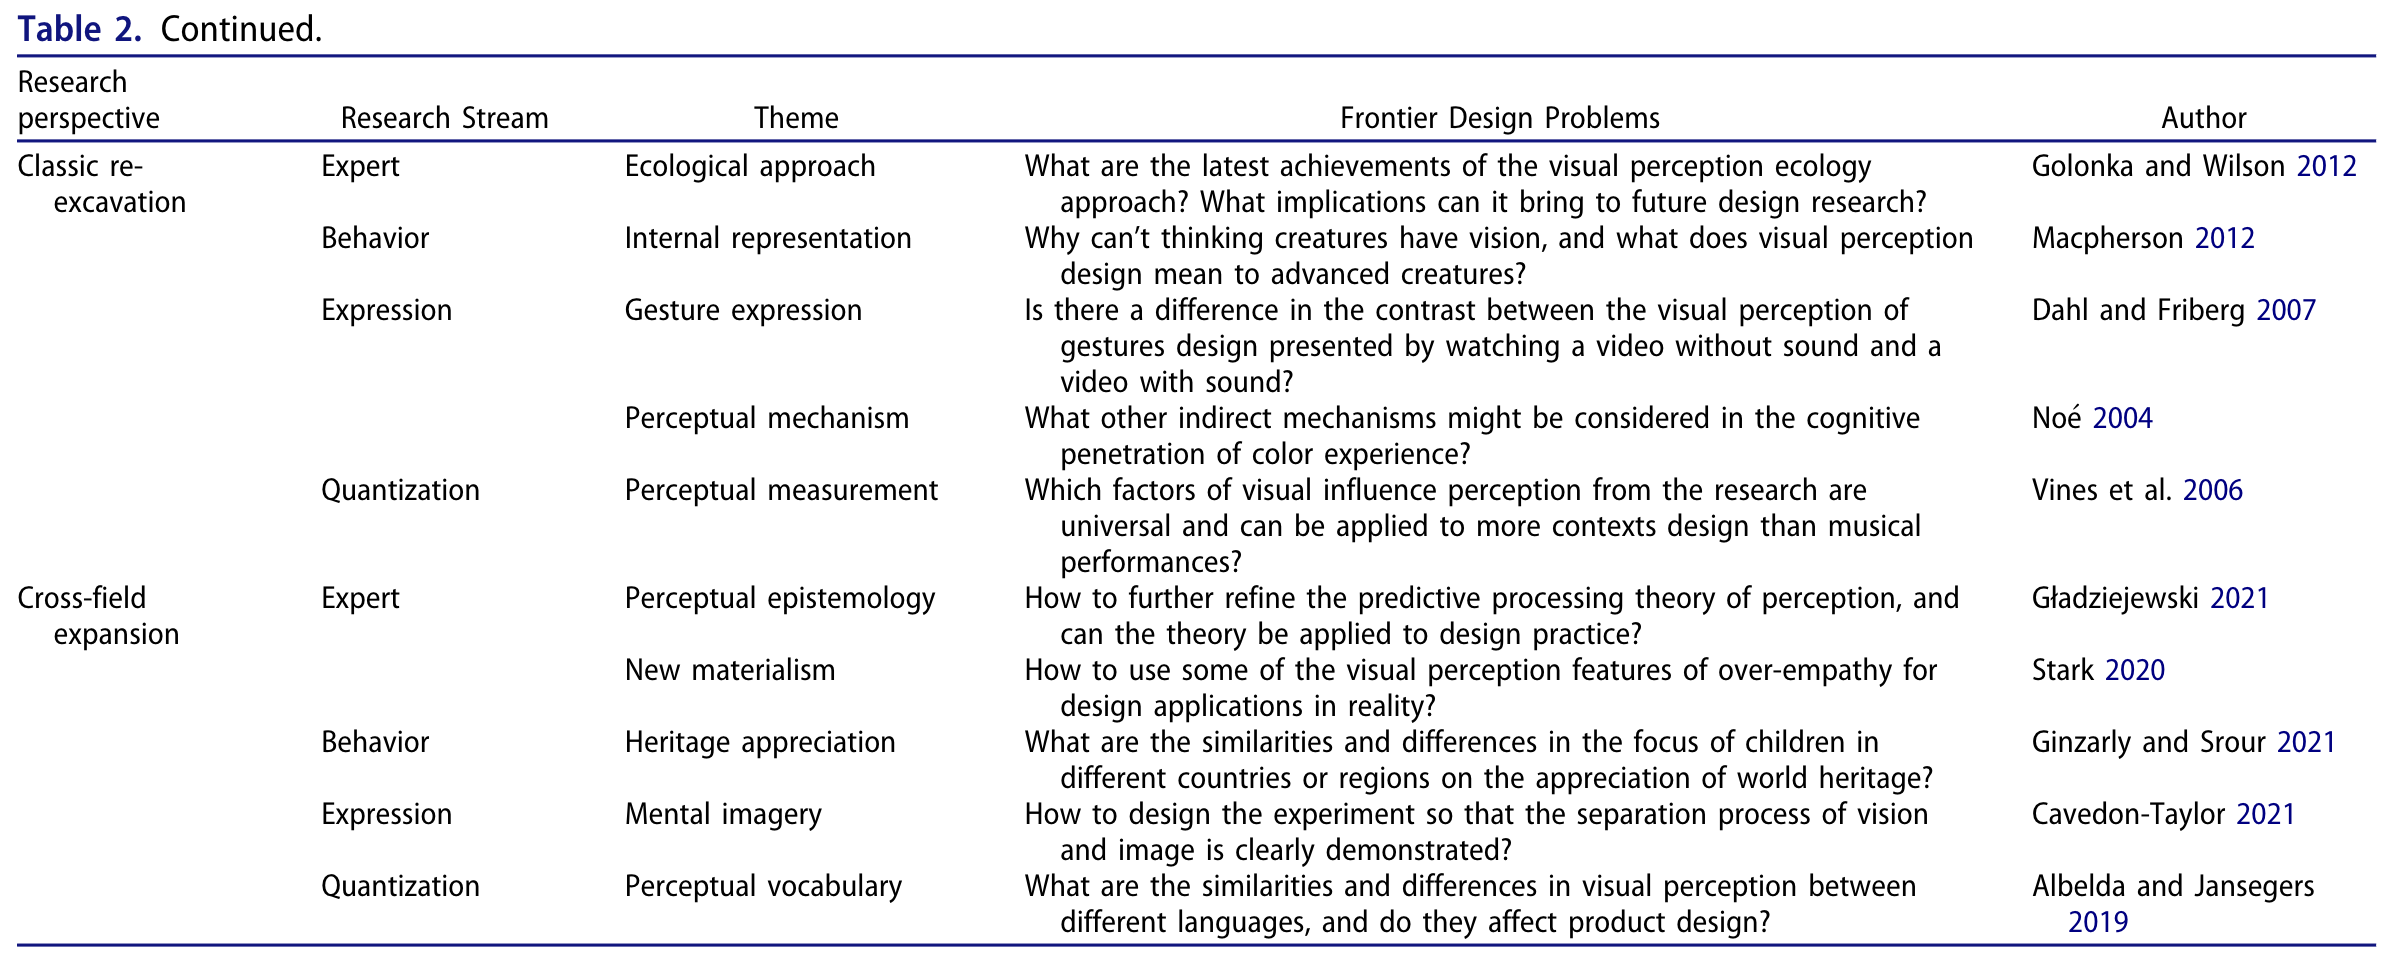 Table 2. Continued.
Research
perspective Research Stream Theme Frontier Design Problems Author
Classic re- Expert Ecological approach What are the latest achievements of the visual perception ecology Golonka and Wilson 2012
excavation approach? What implications can it bring to future design research?
Behavior Internal representation Why can’t thinking creatures have vision, and what does visual perception Macpherson 2012
design mean to advanced creatures?
Expression Gesture expression Is there a difference in the contrast between the visual perception of Dahl and Friberg 2007
gestures design presented by watching a video without sound and a
video with sound?
Perceptual mechanism What other indirect mechanisms might be considered in the cognitive Noé 2004
penetration of color experience?
Quantization Perceptual measurement Which factors of visual influence perception from the research are Vines et al. 2006
universal and can be applied to more contexts design than musical
performances?
Cross-field Expert Perceptual epistemology How to further refine the predictive processing theory of perception, and Gładziejewski 2021
expansion can the theory be applied to design practice?
New materialism How to use some of the visual perception features of over-empathy for Stark 2020
design applications in reality?
Behavior Heritage appreciation What are the similarities and differences in the focus of children in Ginzarly and Srour 2021
different countries or regions on the appreciation of world heritage?
Expression Mental imagery How to design the experiment so that the separation process of vision Cavedon-Taylor 2021
and image is clearly demonstrated?
Quantization Perceptual vocabulary What are the similarities and differences in visual perception between Albelda and Jansegers
different languages, and do they affect product design? 2019